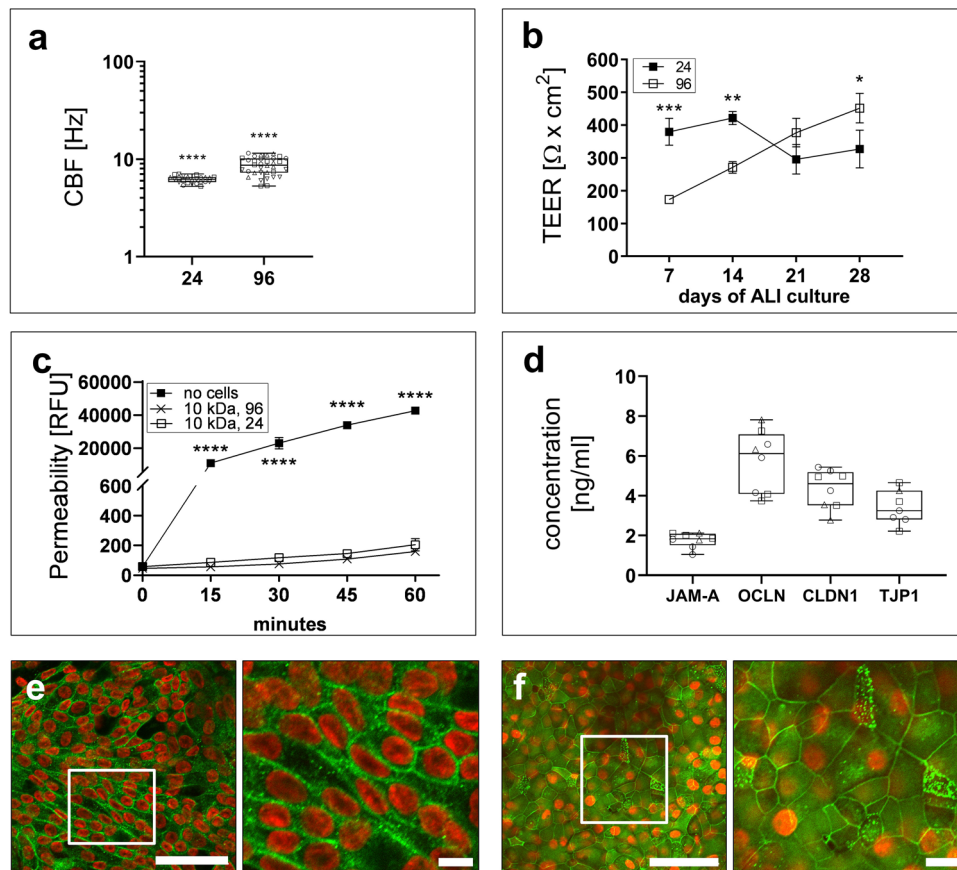 a
CBF [Hz]
100
10
1
****
****
24
96
b
TEER [Ω x cm²]
600
500
400
300
200
100
0
24
96
***
**
*
7
14
21
28
days of ALI culture
c
Permeability [RFU]
60000
40000
20000
600
400
200
0
no cells
10 kDa, 96
10 kDa, 24
****
****
****
****
0
15
30
45
60
minutes
d
concentration
[ng/ml]
10
8
6
4
2
0
JAM-A
OCLN
CLDN1
TJP1
e
f